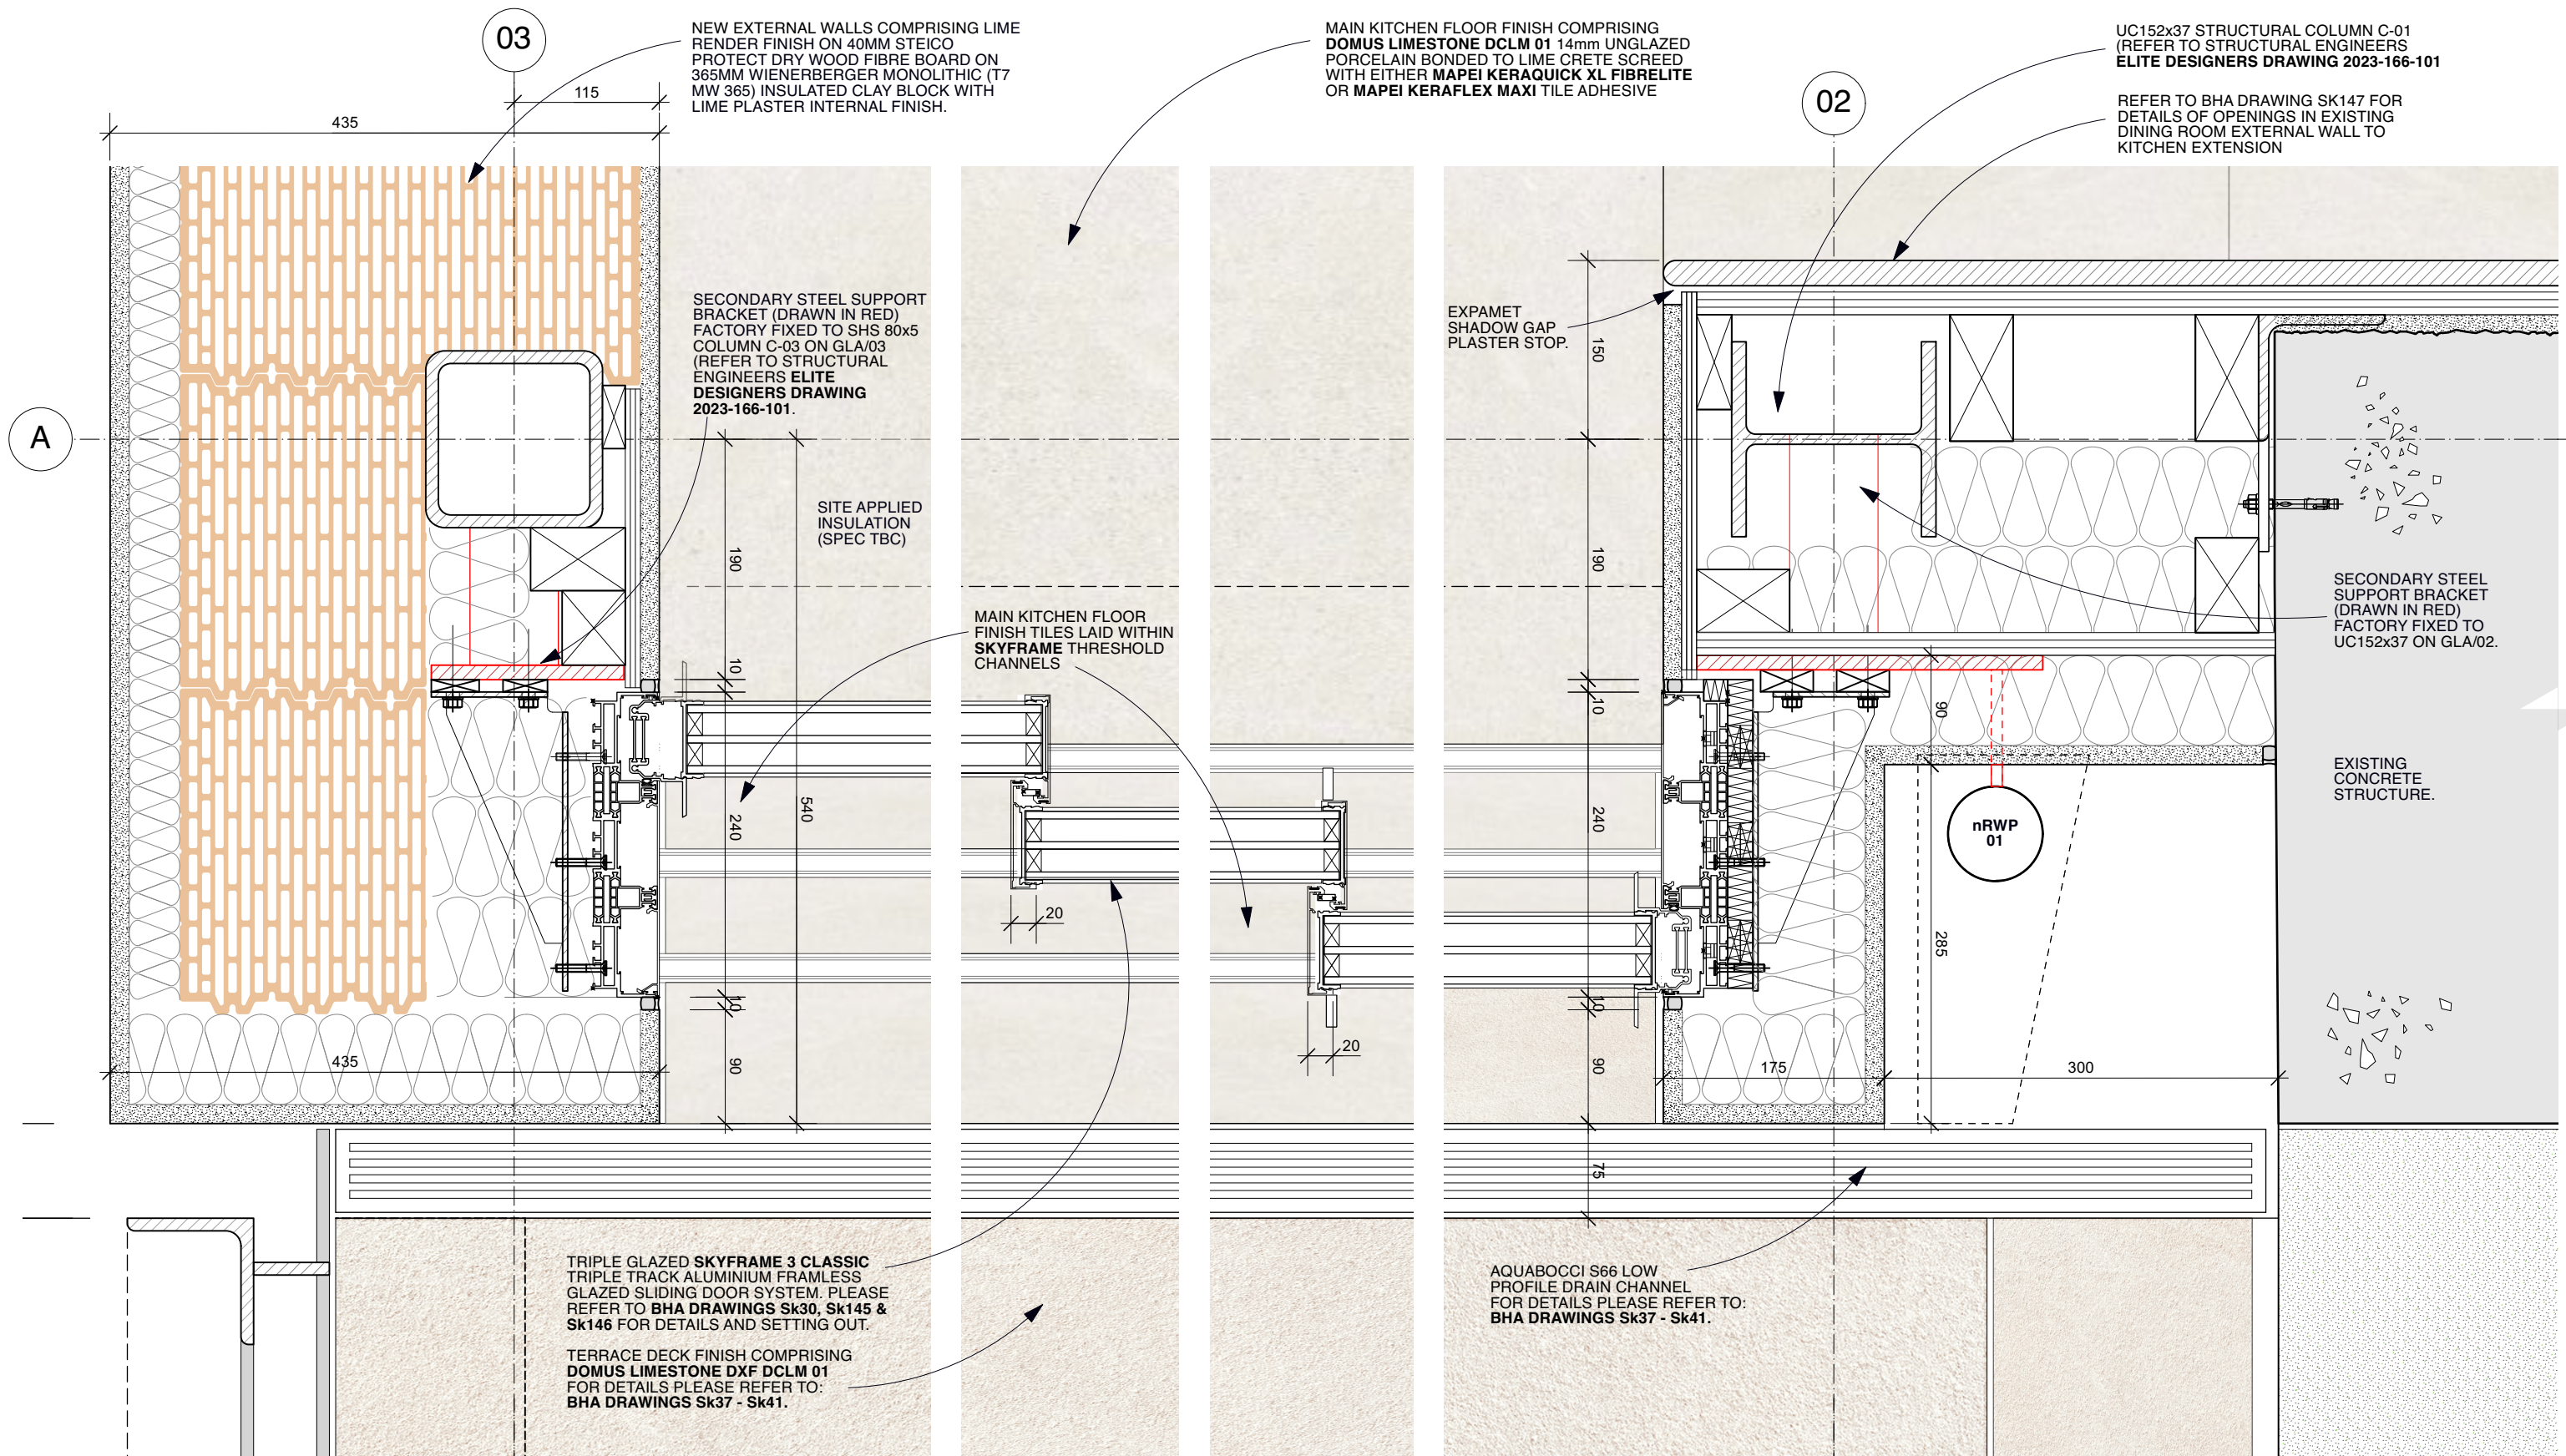 03
NEW EXTERNAL WALLS COMPRISING LIME
RENDER FINISH ON 40MM STEICO
PROTECT DRY WOOD FIBRE BOARD ON
365MM WIENERBERGER MONOLITHIC (T7
MW 365) INSULATED CLAY BLOCK WITH
LIME PLASTER INTERNAL FINISH.
MAIN KITCHEN FLOOR FINISH COMPRISING
DOMUS LIMESTONE DCLM 01 14mm UNGLAZED
PORCELAIN BONDED TO LIME CRETE SCREED
WITH EITHER MAPEI KERAQUICK XL FIBRELITE
OR MAPEI KERAFLEX MAXI TILE ADHESIVE
02
UC152x37 STRUCTURAL COLUMN C-01
(REFER TO STRUCTURAL ENGINEERS
ELITE DESIGNERS DRAWING 2023-166-101
REFER TO BHA DRAWING SK147 FOR
DETAILS OF OPENINGS IN EXISTING
DINING ROOM EXTERNAL WALL TO
KITCHEN EXTENSION
115
435
SECONDARY STEEL SUPPORT
BRACKET (DRAWN IN RED)
FACTORY FIXED TO SHS 80x5
COLUMN C-03 ON GLA/03
(REFER TO STRUCTURAL
ENGINEERS ELITE
DESIGNERS DRAWING
2023-166-101.
EXPAMET
SHADOW GAP
PLASTER STOP.
150
A
SITE APPLIED
INSULATION
(SPEC TBC)
190
190
MAIN KITCHEN FLOOR
FINISH TILES LAID WITHIN
SKYFRAME THRESHOLD
CHANNELS
SECONDARY STEEL
SUPPORT BRACKET
(DRAWN IN RED)
FACTORY FIXED TO
UC152x37 ON GLA/02.
10
10
90
EXISTING
CONCRETE
STRUCTURE.
240
540
240
nRWP
01
20
285
10
10
20
435
90
90
175
300
75
TRIPLE GLAZED SKYFRAME 3 CLASSIC
TRIPLE TRACK ALUMINIUM FRAMLESS
GLAZED SLIDING DOOR SYSTEM. PLEASE
REFER TO BHA DRAWINGS Sk30, Sk145 &
Sk146 FOR DETAILS AND SETTING OUT.
AQUABOCCI S66 LOW
PROFILE DRAIN CHANNEL
FOR DETAILS PLEASE REFER TO:
BHA DRAWINGS Sk37 - Sk41.
TERRACE DECK FINISH COMPRISING
DOMUS LIMESTONE DXF DCLM 01
FOR DETAILS PLEASE REFER TO:
BHA DRAWINGS Sk37 - Sk41.